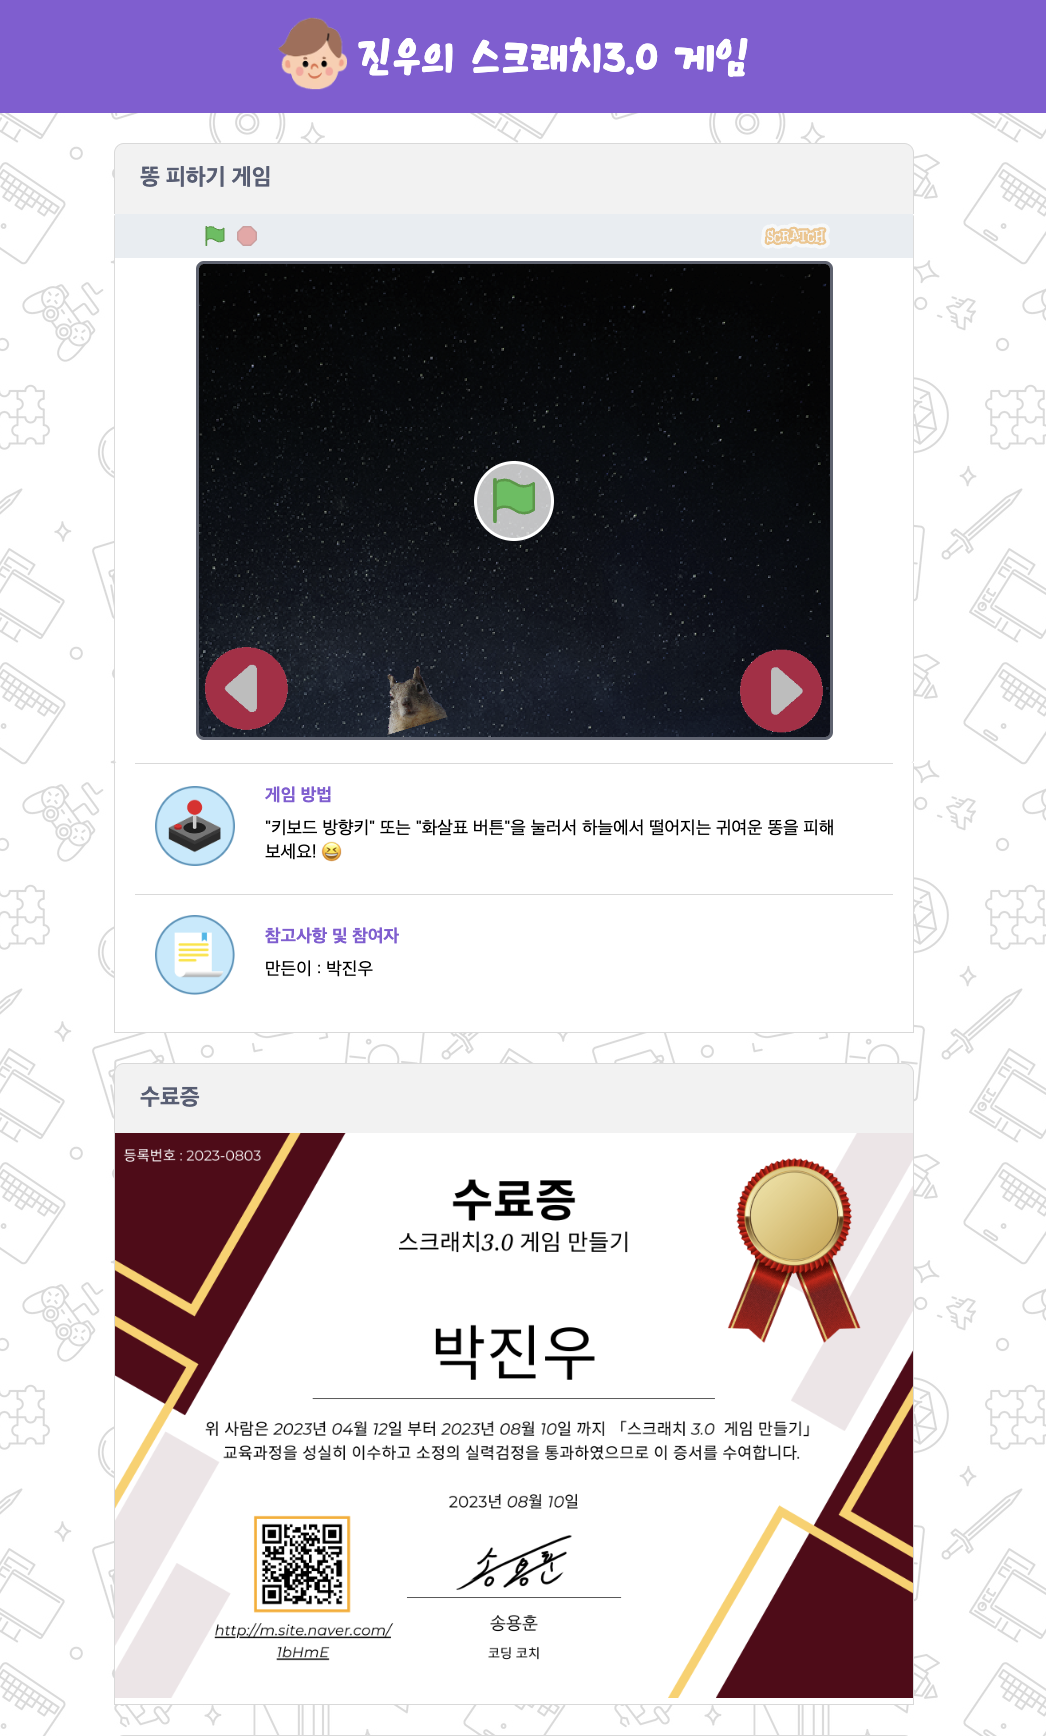 진우의 스크래치3.0 게임
똥 피하기 게임
SCRATCH
게임 방법
"키보드 방향키" 또는 "화살표 버튼"을 눌러서 하늘에서 떨어지는 귀여운 똥을 피해
보세요! 😆
참고사항 및 참여자
만든이 : 박진우
수료증
등록번호 : 2023-0803
수료증
스크래치3.0 게임 만들기
박진우
위 사람은 2023년 04월 12일 부터 2023년 08월 10일 까지 「스크래치 3.0 게임 만들기」
교육과정을 성실히 이수하고 소정의 실력검정을 통과하였으므로 이 증서를 수여합니다.
2023년 08월 10일
송용훈
http://m.site.naver.com/
1bHmE
송용훈
코딩 코치